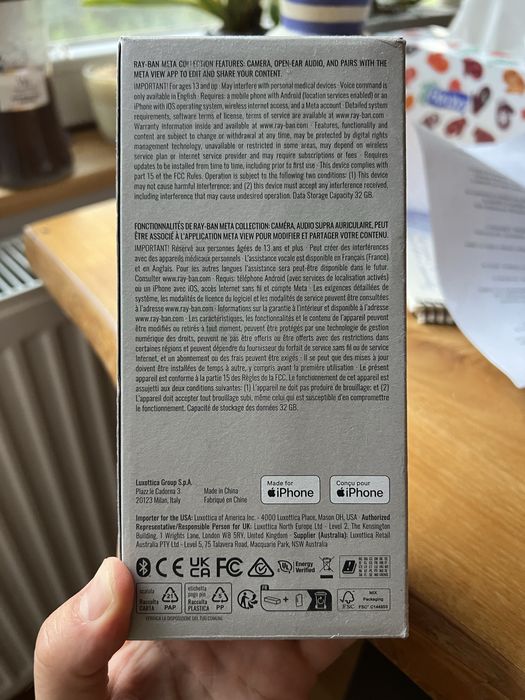 RAY-BAN META COLLECTION FEATURES: CAMERA, OPEN-EAR AUDIO, AND PAIRS WITH THE
META VIEW APP TO EDIT AND SHARE YOUR CONTENT.
IMPORTANT! For ages 13 and up · May interfere with personal medical devices · Voice command is
only available in English · Requires: a mobile phone with Android (location services enabled) or an
iPhone with iOS operating system, wireless internet access, and a Meta account · Detailed system
requirements, software terms of license, terms of service are available at www.ray-ban.com ·
Warranty information inside and available at www.ray-ban.com · Features, functionality and
content are subject to change or withdrawal at any time, may be protected by digital rights
management technology, unavailable or restricted in some areas, may depend on wireless
service plan or internet service provider and may require subscriptions or fees · Requires
updates to be installed from time to time, including prior to first use · This device complies with
part 15 of the FCC Rules. Operation is subject to the following two conditions: (1) This device
may not cause harmful interference; and (2) this device must accept any interference received,
including interference that may cause undesired operation. Data Storage Capacity 32 GB.
FONCTIONNALITÉS DE RAY-BAN META COLLECTION: CAMÉRA, AUDIO SUPRA AURICULAIRE, PEUT
ÊTRE ASSOCIÉ À L'APPLICATION META VIEW POUR MODIFIER ET PARTAGER VOTRE CONTENU.
IMPORTANT! Réservé aux personnes âgées de 13 ans et plus · Peut créer des interférences
avec des appareils médicaux personnels · L'assistance vocal est disponible en Français (France)
et en Anglais. Pour les autres langues l'assistance sera peut-être disponible dans le futur.
Consulter www.ray-ban.com · Requis: téléphone Android (avec services de localisation activés)
ou un iPhone avec iOS, accès Internet sans fil et compte Meta · Les exigences détaillées de
système, les modalités de licence du logiciel et les modalités de service peuvent être consultées
à l'adresse www.ray-ban.com · Informations sur la garantie à l'intérieur et disponible à l'adresse
www.ray-ban.com · Les caractéristiques, les fonctionnalités et le contenu de l'appareil peuvent
être modifiés ou retirés à tout moment, peuvent être protégés par une technologie de gestion
numérique des droits, peuvent ne pas être offerts ou être offerts avec des restrictions dans
certaines régions et peuvent dépendre du fournisseur du forfait de service sans fil ou de service
Internet, et un abonnement ou des frais peuvent être exigés · Il se peut que des mises à jour
doivent être installées de temps à autre, y compris avant la première utilisation · Le présent
appareil est conforme à la partie 15 des Règles de la FCC. Le fonctionnement de cet appareil est
assujetti aux deux conditions suivantes: (1) L'appareil ne doit pas produire de brouillage; et (2)
L'appareil doit accepter tout brouillage subi, même celui qui est susceptible d'en compromettre
le fonctionnement. Capacité de stockage des données 32 GB.
Luxottica Group S.p.A.
Piazz.le Cadorna 3
20123 Milan, Italy
Made in China
Fabriqué en Chine
Made for
iPhone
Conçu pour
iPhone
Importer for the USA: Luxottica of America Inc. · 4000 Luxottica Place, Mason OH, USA · Authorized
Representative/Responsible Person for UK: Luxottica North Europe Ltd · Level 2, The Kensington
Building, 1 Wrights Lane, London W8 5RY, United Kingdom · Supplier (Australia): Luxottica Retail
Australia PTY Ltd · Level 5, 75 Talavera Road, Macquarie Park, NSW Australia
CE UKCA FC
UL Energy
Verified
scatola
Raccolta
CARTA
PAP
etichetta
pago più
Raccolta
PLASTICA
PP
FSC
MIX
Packaging
FSC® C144853
VERIFICA LE DISPOSIZIONI DEL TUO COMUNE